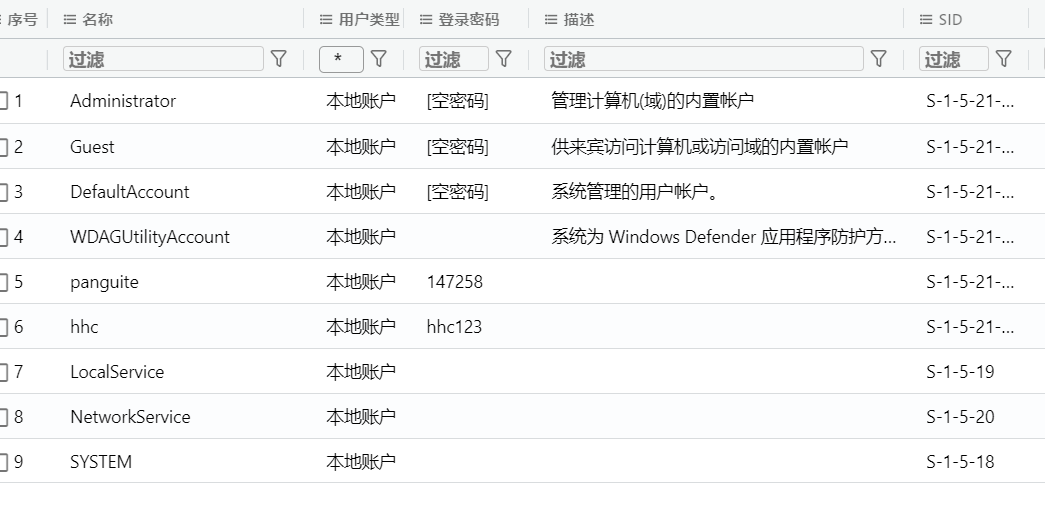 序号 名称 用户类型 登录密码 描述 SID
过滤 * 过滤 过滤 过滤
1 Administrator 本地账户 [空密码] 管理计算机(域)的内置帐户 S-1-5-21-...
2 Guest 本地账户 [空密码] 供来宾访问计算机或访问域的内置帐户 S-1-5-21-...
3 DefaultAccount 本地账户 [空密码] 系统管理的用户帐户。 S-1-5-21-...
4 WDAGUtilityAccount 本地账户 系统为 Windows Defender 应用程序防护方... S-1-5-21-...
5 panguite 本地账户 147258 S-1-5-21-...
6 hhc 本地账户 hhc123 S-1-5-21-...
7 LocalService 本地账户 S-1-5-19
8 NetworkService 本地账户 S-1-5-20
9 SYSTEM 本地账户 S-1-5-18